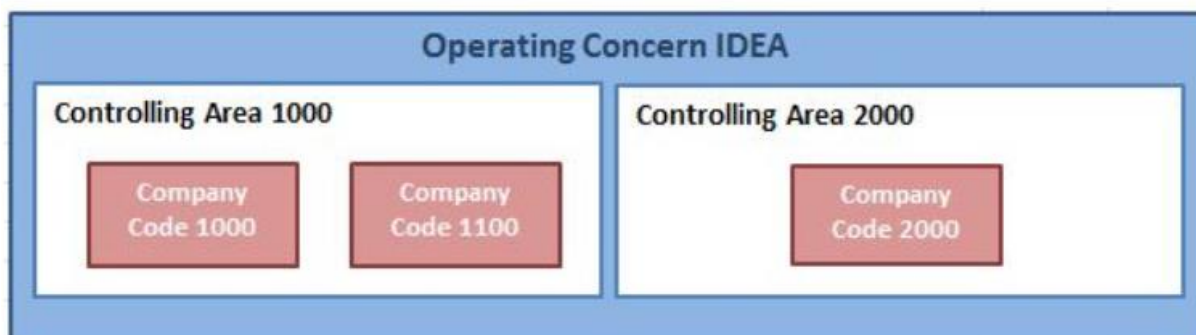 Operating Concern IDEA
Controlling Area 1000
Company
Code 1000
Company
Code 1100
Controlling Area 2000
Company
Code 2000